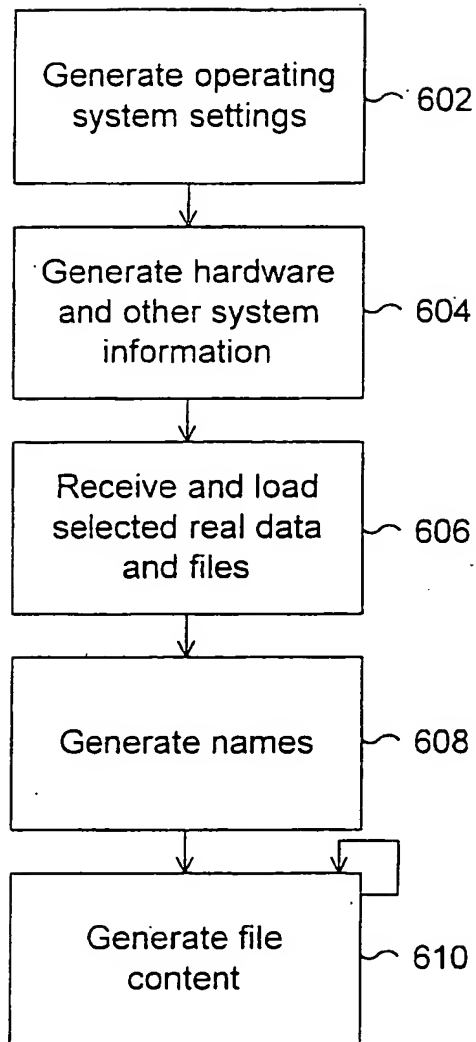 Generate operating
system settings
602
Generate hardware
and other system
information
604
Receive and load
selected real data
and files
606
Generate names
608
Generate file
content
610